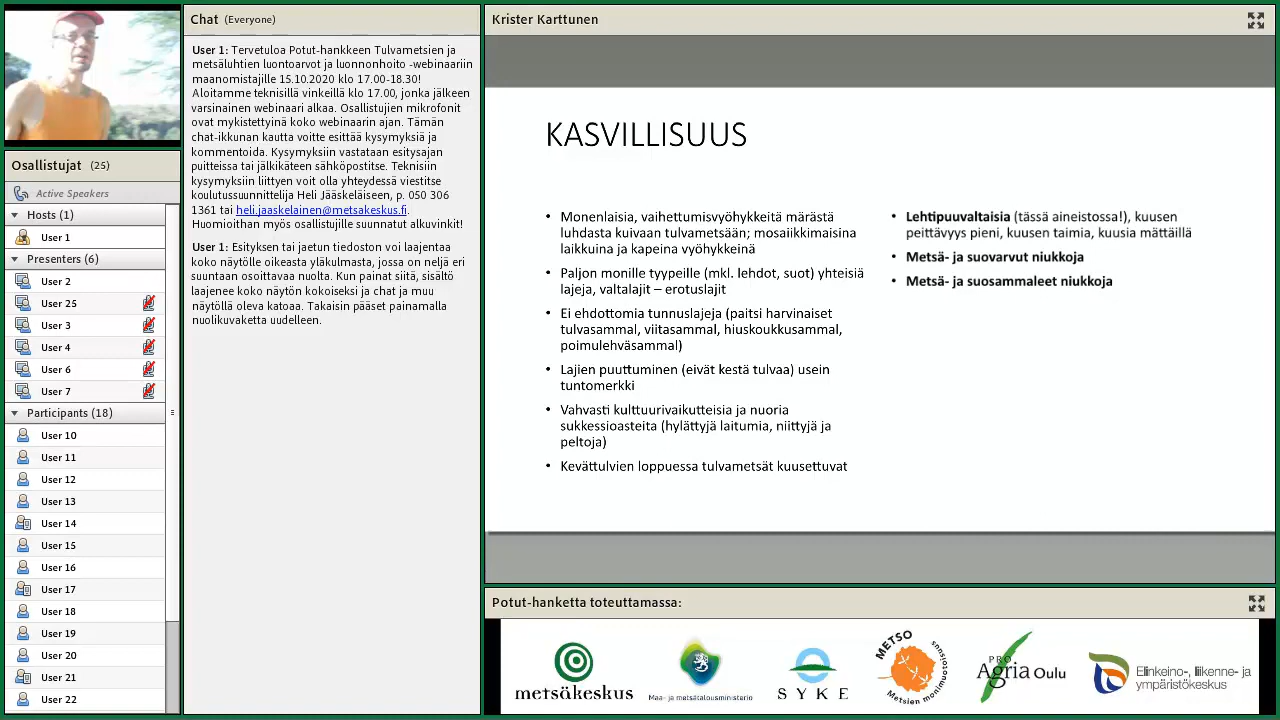 Osallistujat (25)
Active Speakers
Hosts (1)
User 1
Presenters (6)
User 2
User 25
User 3
User 4
User 6
User 7
Participants (18)
User 10
User 11
User 12
User 13
User 14
User 15
User 16
User 17
User 18
User 19
User 20
User 21
User 22
Chat (Everyone)
User 1: Tervetuloa Potut-hankkeen Tulvametsien ja
metsäluhtien luontoarvot ja luonnonhoito -webinaariin
maanomistajille 15.10.2020 klo 17.00-18.30!
Aloitamme teknisillä vinkeillä klo 17.00, jonka jälkeen
varsinainen webinaari alkaa. Osallistujien mikrofonit
ovat mykistettyinä koko webinaarin ajan. Tämän
chat-ikkunan kautta voitte esittää kysymyksiä ja
kommentoida. Kysymyksiin vastataan esitysajan
puitteissa tai jälkikäteen sähköpostitse. Teknisiin
kysymyksiin liittyen voit olla yhteydessä viestitse
koulutussuunnittelija Heli Jääskeläiseen, p. 050 306
1361 tai heli.jaaskelainen@metsakeskus.fi.
Huomioithan myös osallistujille suunnatut alkuvinkit!
User 1: Esityksen tai jaetun tiedoston voi laajentaa
koko näytölle oikeasta yläkulmasta, jossa on neljä eri
suuntaan osoittavaa nuolta. Kun painat siitä, sisältö
laajenee koko näytön kokoiseksi ja chat ja muu
näytöllä oleva katoaa. Takaisin pääset painamalla
nuolikuvaketta uudelleen.
Krister Karttunen
KASVILLISUUS
• Monenlaisia, vaihettumisvyöhykkeitä märästä
luhdasta kuivaan tulvametsään; mosaiikkimaisina
laikkuina ja kapeina vyöhykkeinä
• Paljon monille tyypeille (mkl. lehdot, suot) yhteisiä
lajeja, valtalajit – erotuslajit
• Ei ehdottomia tunnuslajeja (paitsi harvinaiset
tulvasammal, viitasammal, hiuskoukkusammal,
poimulehväsammal)
• Lajien puuttuminen (eivät kestä tulvaa) usein
tuntomerkki
• Vahvasti kulttuurivaikutteisia ja nuoria
sukkessioasteita (hylättyjä laitumia, niittyjä ja
peltoja)
• Kevättulvien loppuessa tulvametsät kuusettuvat
• Lehtipuuvaltaisia (tässä aineistossa!), kuusen
peittävyys pieni, kuusen taimia, kuusia mättäillä
• Metsä- ja suovarvut niukkoja
• Metsä- ja suosammaleet niukkoja
Potut-hanketta toteuttamassa:
metsäkeskus
Maa- ja metsätalousministeriö
SYKE
METSO
Metsien monimuotoisuus
PRO
Agria Oulu
Elinkeino-, liikenne- ja
ympäristökeskus